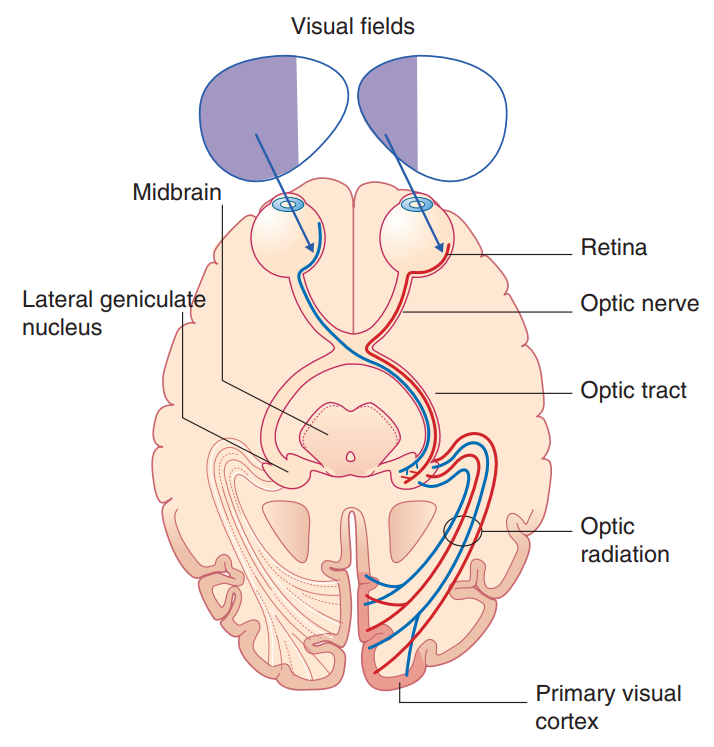 Visual fields
Midbrain
Retina
Lateral geniculate
nucleus
Optic nerve
Optic tract
Optic
radiation
Primary visual
cortex